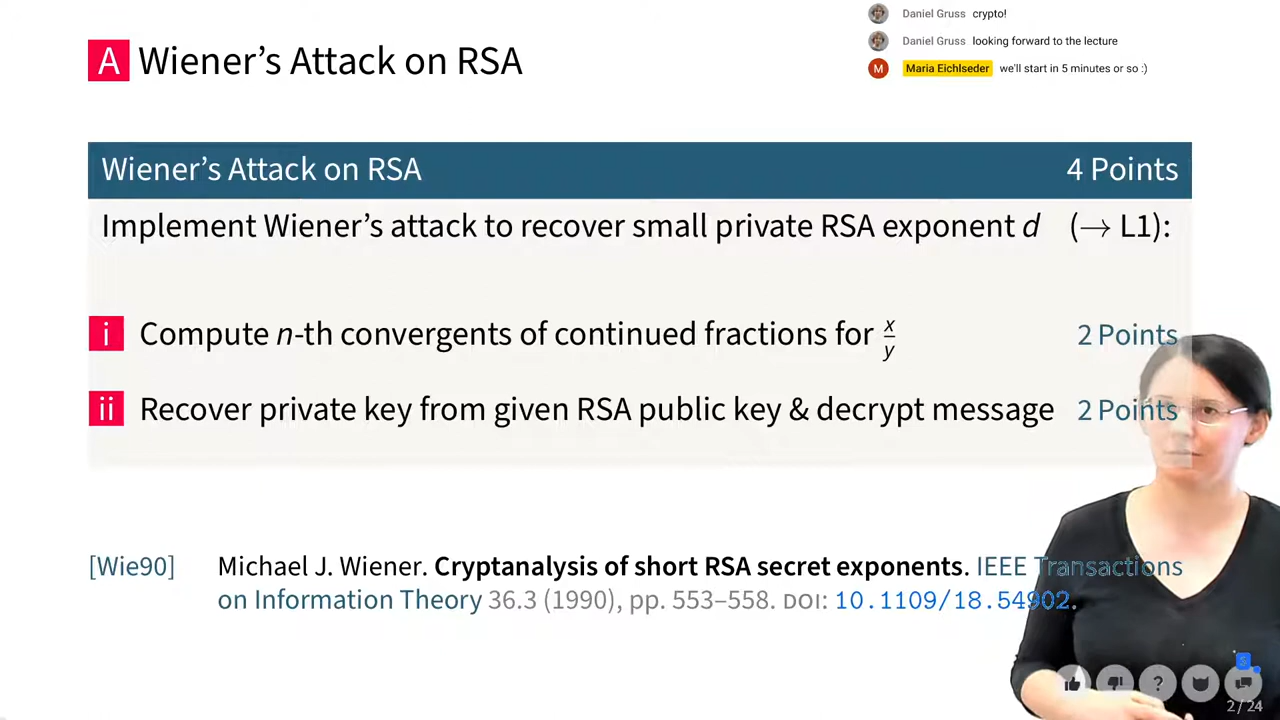 A Wiener’s Attack on RSA
Daniel Gruss crypto!
Daniel Gruss looking forward to the lecture
M Maria Eichlseder we'll start in 5 minutes or so :)
Wiener’s Attack on RSA 4 Points
Implement Wiener’s attack to recover small private RSA exponent d (→ L1):
i Compute n-th convergents of continued fractions for x/y 2 Points
ii Recover private key from given RSA public key & decrypt message 2 Points
[Wie90] Michael J. Wiener. Cryptanalysis of short RSA secret exponents. IEEE Transactions
on Information Theory 36.3 (1990), pp. 553–558. DOI: 10.1109/18.54902.
?
2 / 24